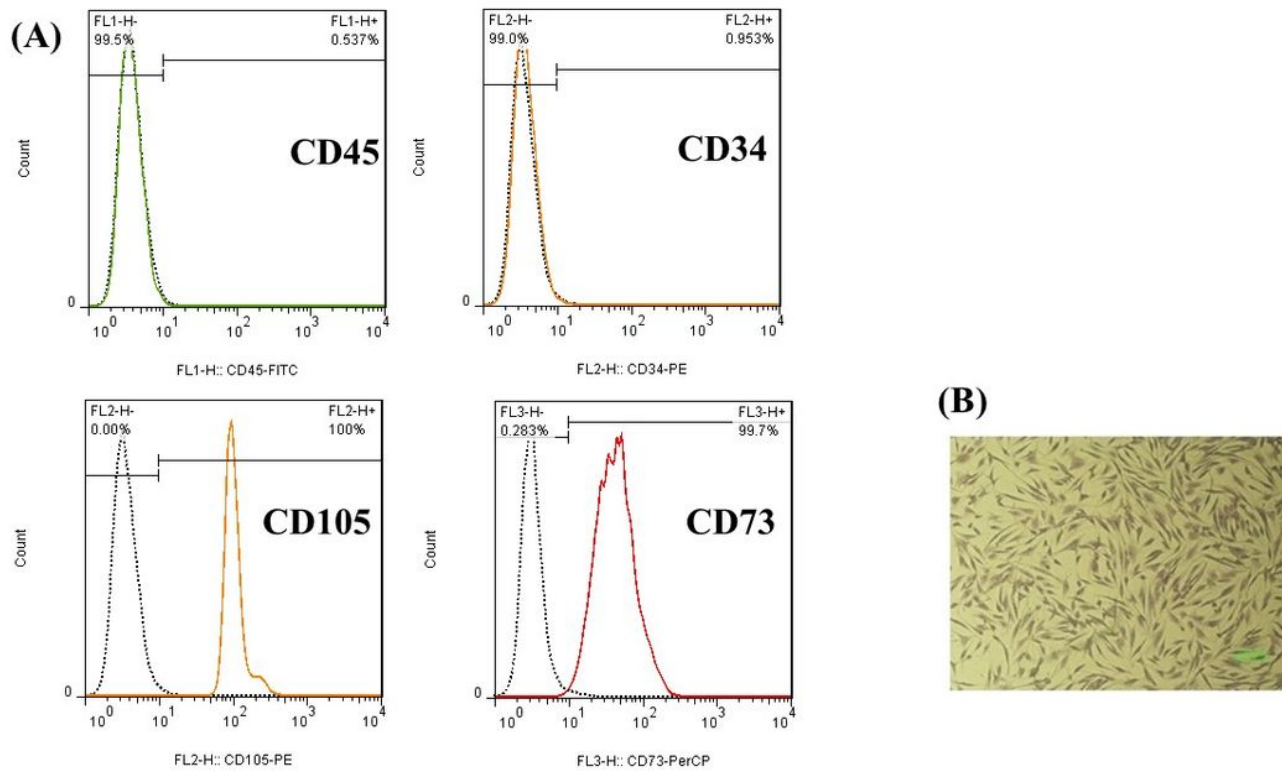 (A)
FL1-H- FL1-H+
99.5% 0.537%
CD45
Count
0
10^0 10^1 10^2 10^3 10^4
FL1-H:: CD45-FITC
FL2-H- FL2-H+
99.0% 0.953%
CD34
Count
0
10^0 10^1 10^2 10^3 10^4
FL2-H:: CD34-PE
FL2-H- FL2-H+
0.00% 100%
CD105
Count
0
10^0 10^1 10^2 10^3 10^4
FL2-H:: CD105-PE
FL3-H- FL3-H+
0.283% 99.7%
CD73
Count
0
10^0 10^1 10^2 10^3 10^4
FL3-H:: CD73-PerCP
(B)